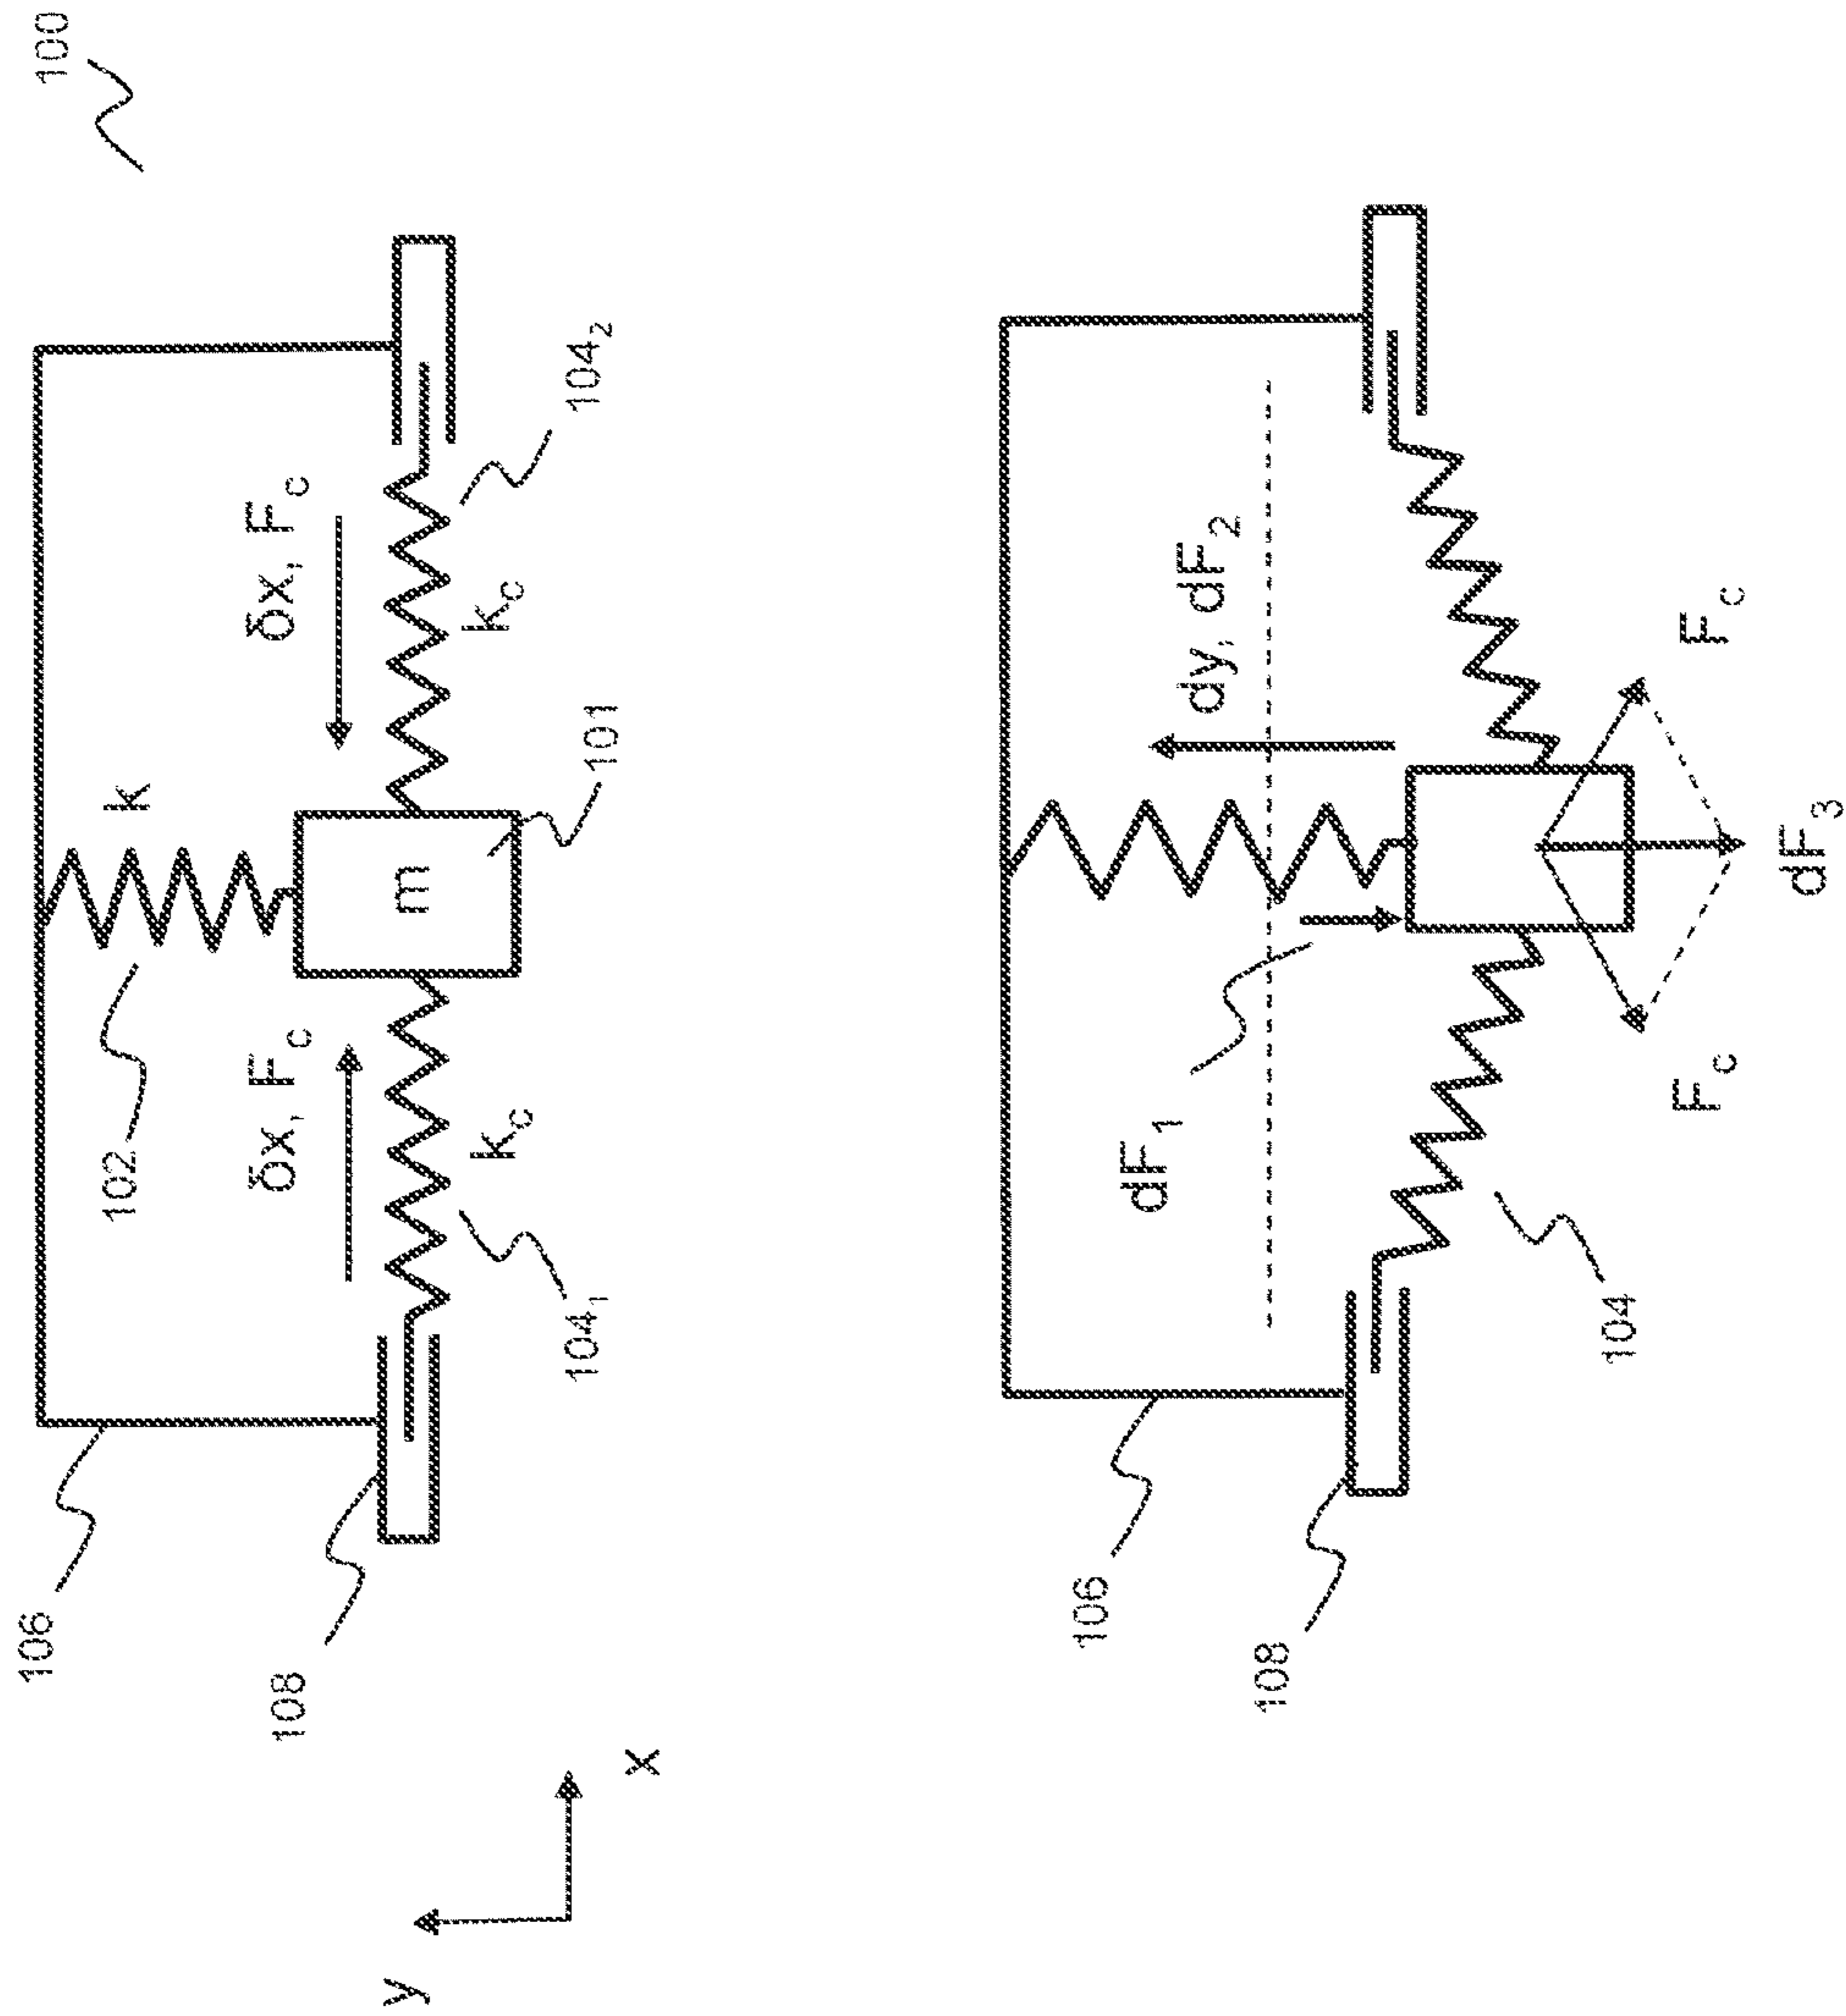 100
k
102
δx, Fc
δx, Fc
m
101
kc
kc
104₁
104₂
106
108
y
x
dy, dF₂
dF₁
Fc
Fc
dF₃
104
106
108